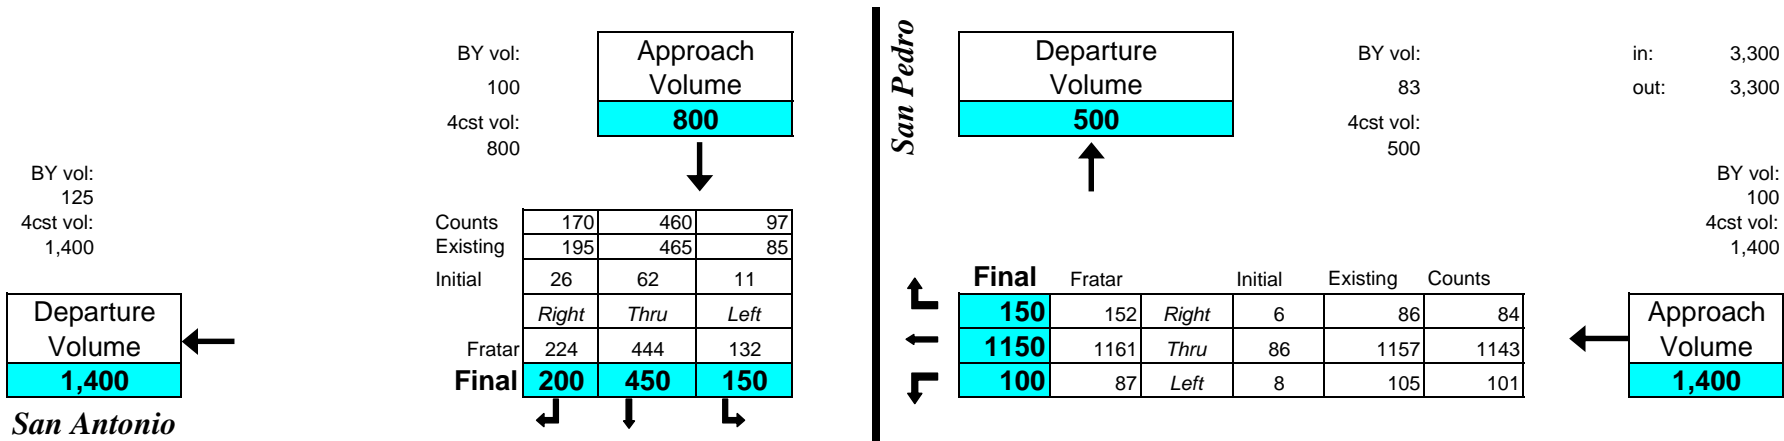 BY vol:
100
4cst vol:
800
Approach
Volume
800
San Pedro
Departure
Volume
500
BY vol:
83
4cst vol:
500
in: 3,300
out: 3,300
BY vol:
125
4cst vol:
1,400
BY vol:
100
4cst vol:
1,400
Counts 170 460 97
Existing 195 465 85
Initial 26 62 11
Right Thru Left
Fratar 224 444 132
Final 200 450 150
Final Fratar Initial Existing Counts
150 152 Right 6 86 84
1150 1161 Thru 86 1157 1143
100 87 Left 8 105 101
Departure
Volume
1,400
San Antonio
Approach
Volume
1,400